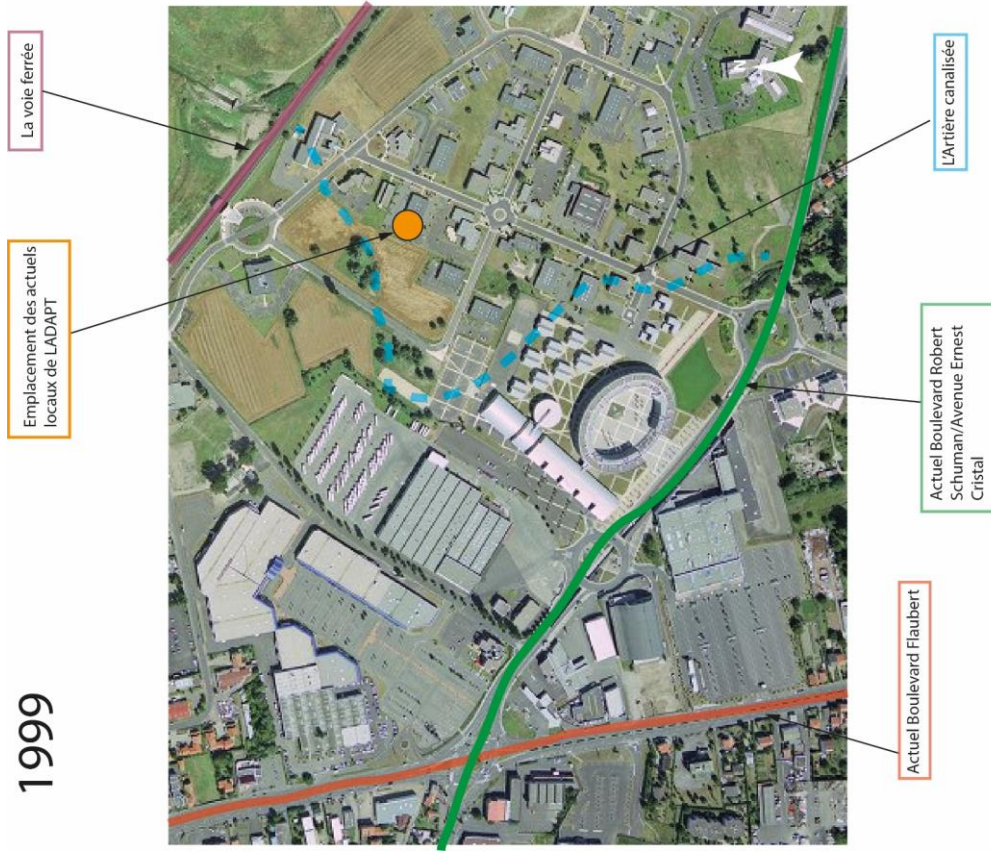 1999
La voie ferrée
Emplacement des actuels
locaux de LADAPT
L'Artière canalisée
Actuel Boulevard Robert
Schuman/Avenue Ernest
Cristal
Actuel Boulevard Flaubert
N